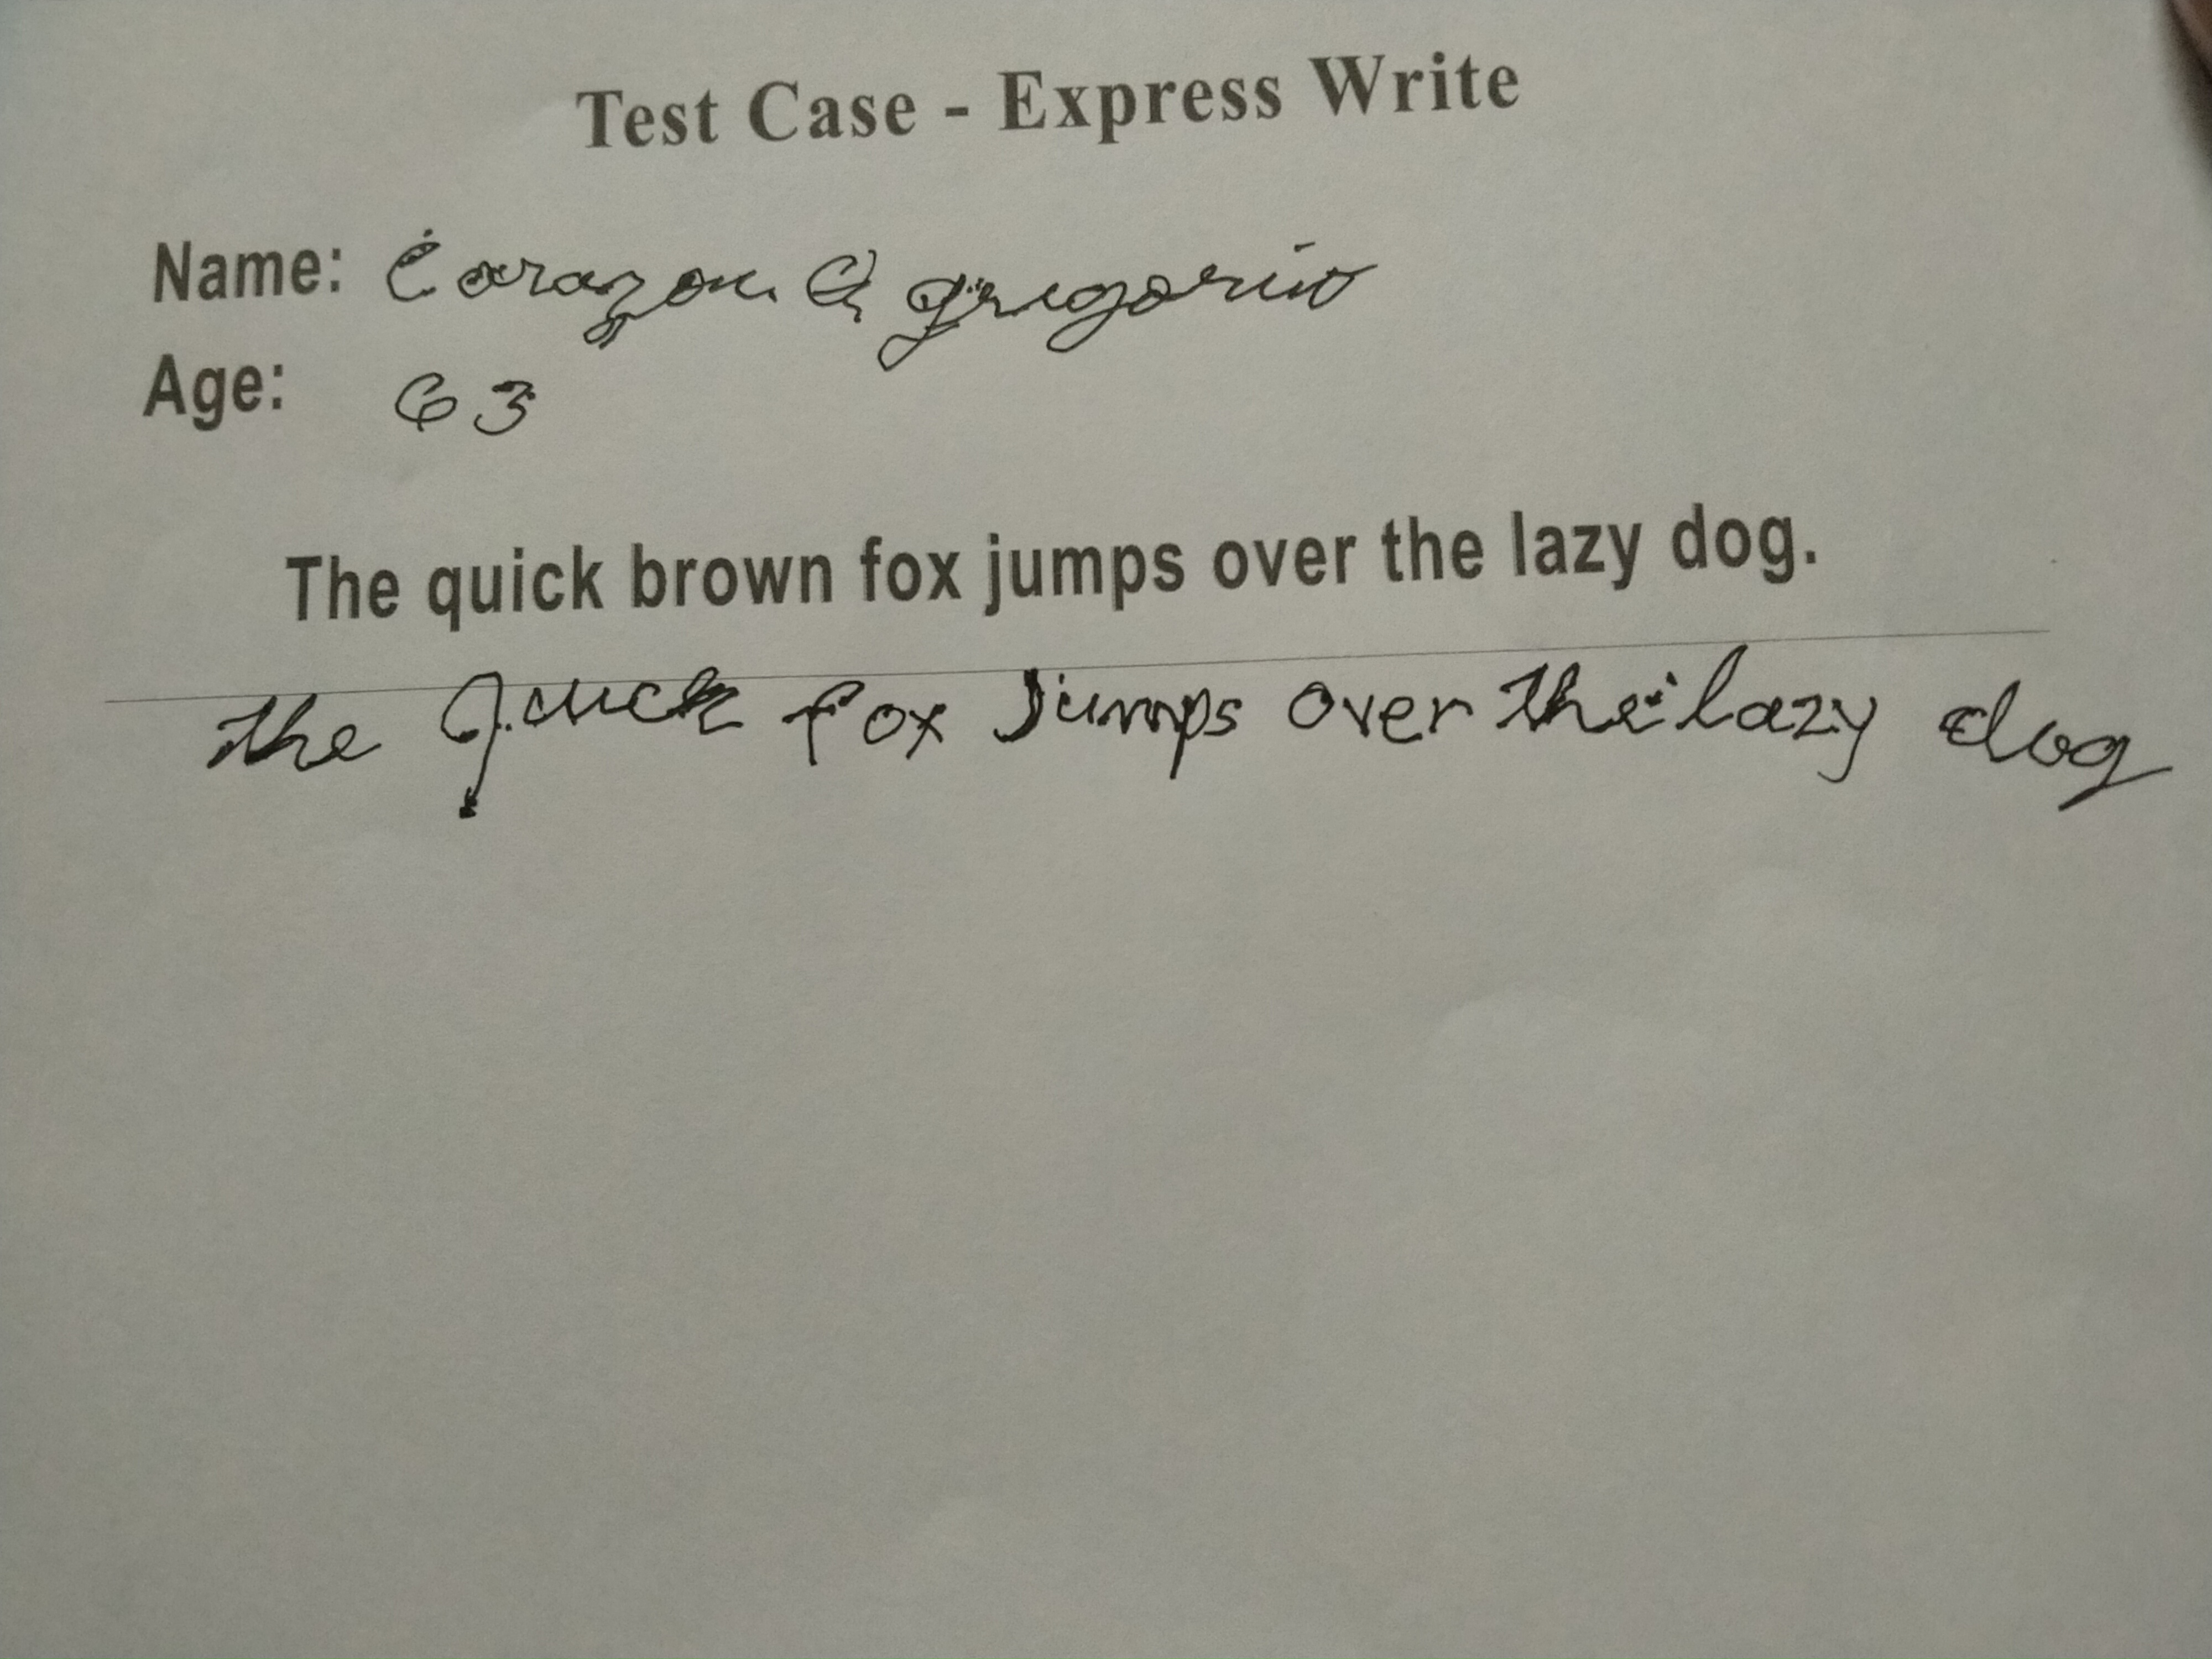 Test Case - Express Write
Name: Corazon G gregorio
Age: 63
The quick brown fox jumps over the lazy dog.
the quick fox Jumps over the lazy dog